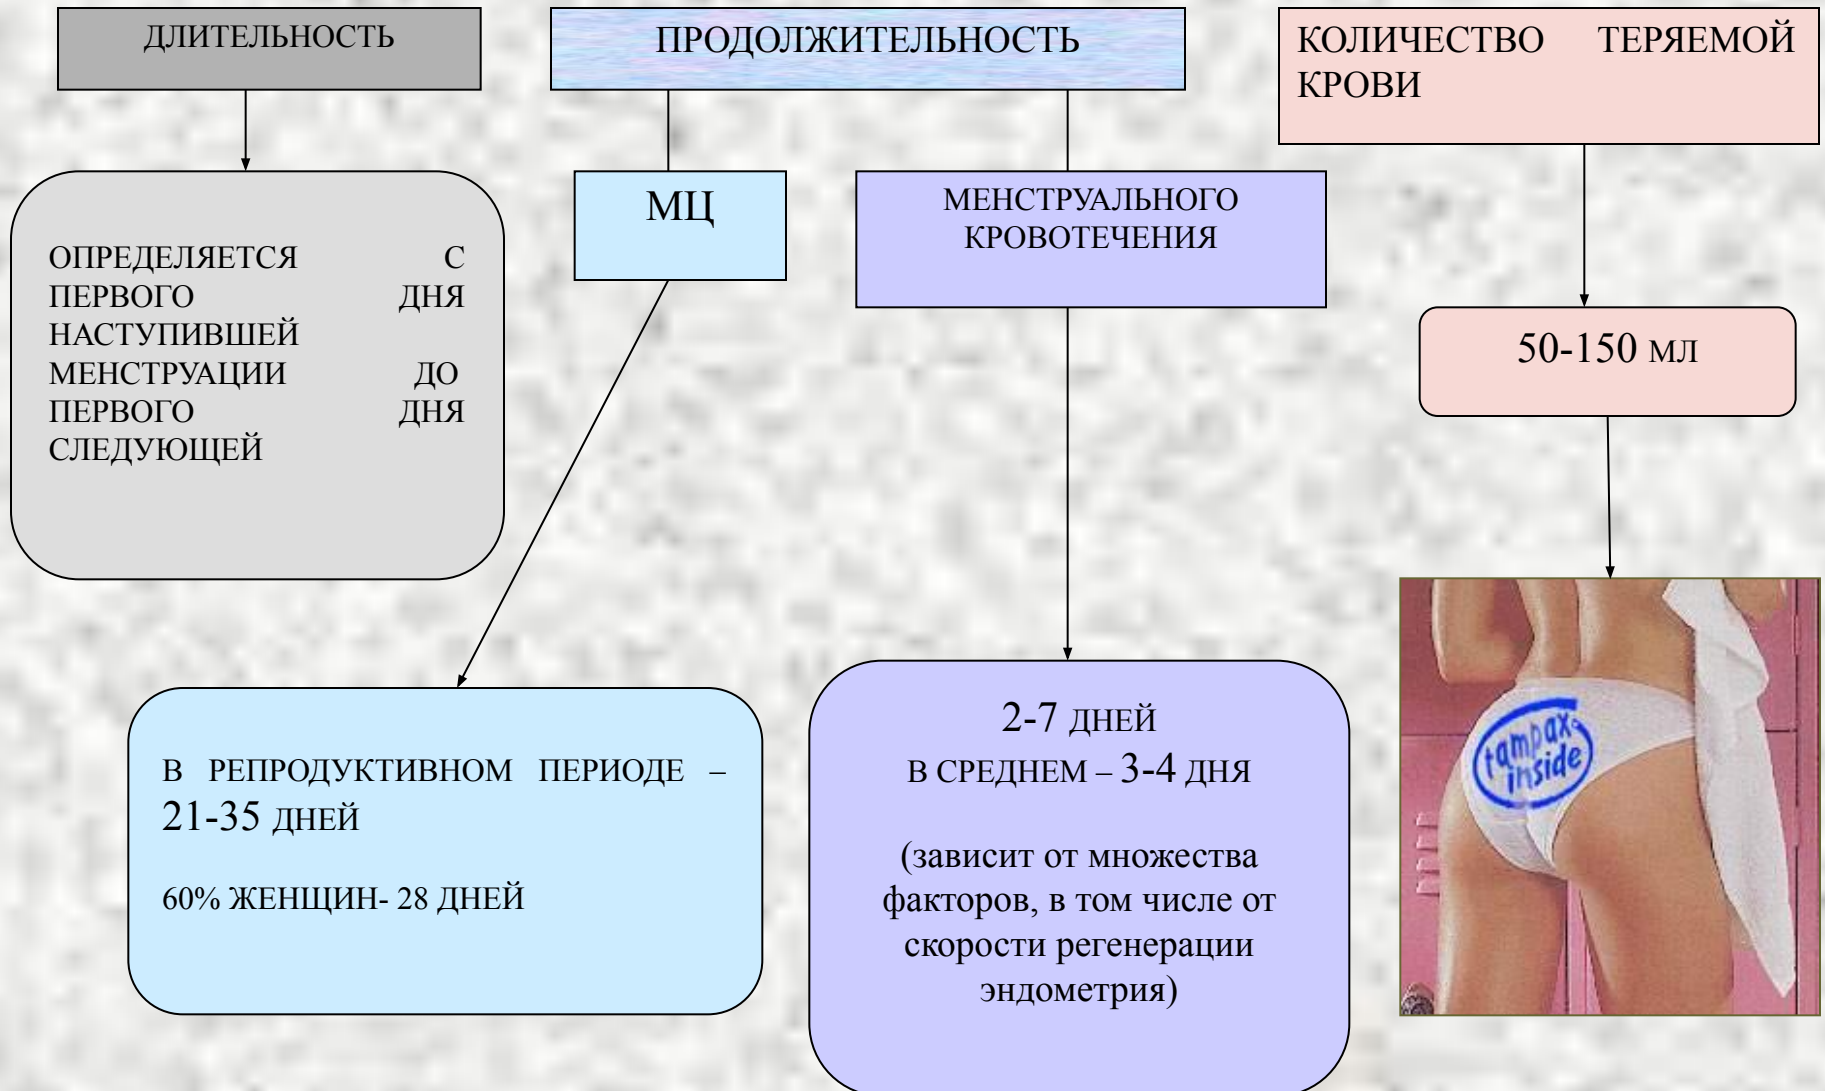 ДЛИТЕЛЬНОСТЬ
ОПРЕДЕЛЯЕТСЯ С
ПЕРВОГО ДНЯ
НАСТУПИВШЕЙ
МЕНСТРУАЦИИ ДО
ПЕРВОГО ДНЯ
СЛЕДУЮЩЕЙ
ПРОДОЛЖИТЕЛЬНОСТЬ
МЦ
В РЕПРОДУКТИВНОМ ПЕРИОДЕ –
21-35 ДНЕЙ
60% ЖЕНЩИН- 28 ДНЕЙ
МЕНСТРУАЛЬНОГО
КРОВОТЕЧЕНИЯ
2-7 ДНЕЙ
В СРЕДНЕМ – 3-4 ДНЯ
(зависит от множества
факторов, в том числе от
скорости регенерации
эндометрия)
КОЛИЧЕСТВО ТЕРЯЕМОЙ
КРОВИ
50-150 МЛ
tampax
inside